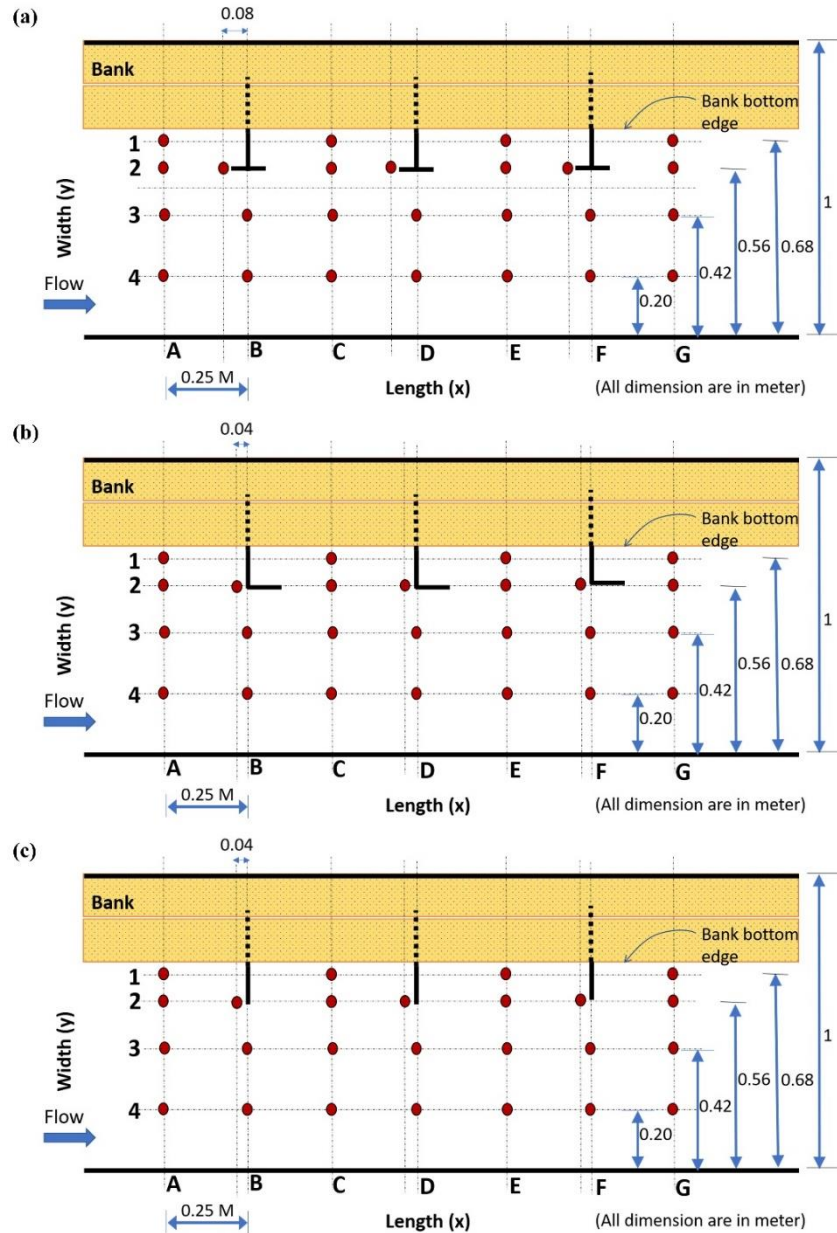 (a)
0.08
Bank
Bank bottom
edge
1
2
3
4
Width (y)
Flow
0.20
0.42
0.56
0.68
1
A B C D E F G
0.25 M
Length (x)
(All dimension are in meter)
(b)
0.04
Bank
Bank bottom
edge
1
2
3
4
Width (y)
Flow
0.20
0.42
0.56
0.68
1
A B C D E F G
0.25 M
Length (x)
(All dimension are in meter)
(c)
0.04
Bank
Bank bottom
edge
1
2
3
4
Width (y)
Flow
0.20
0.42
0.56
0.68
1
A B C D E F G
0.25 M
Length (x)
(All dimension are in meter)